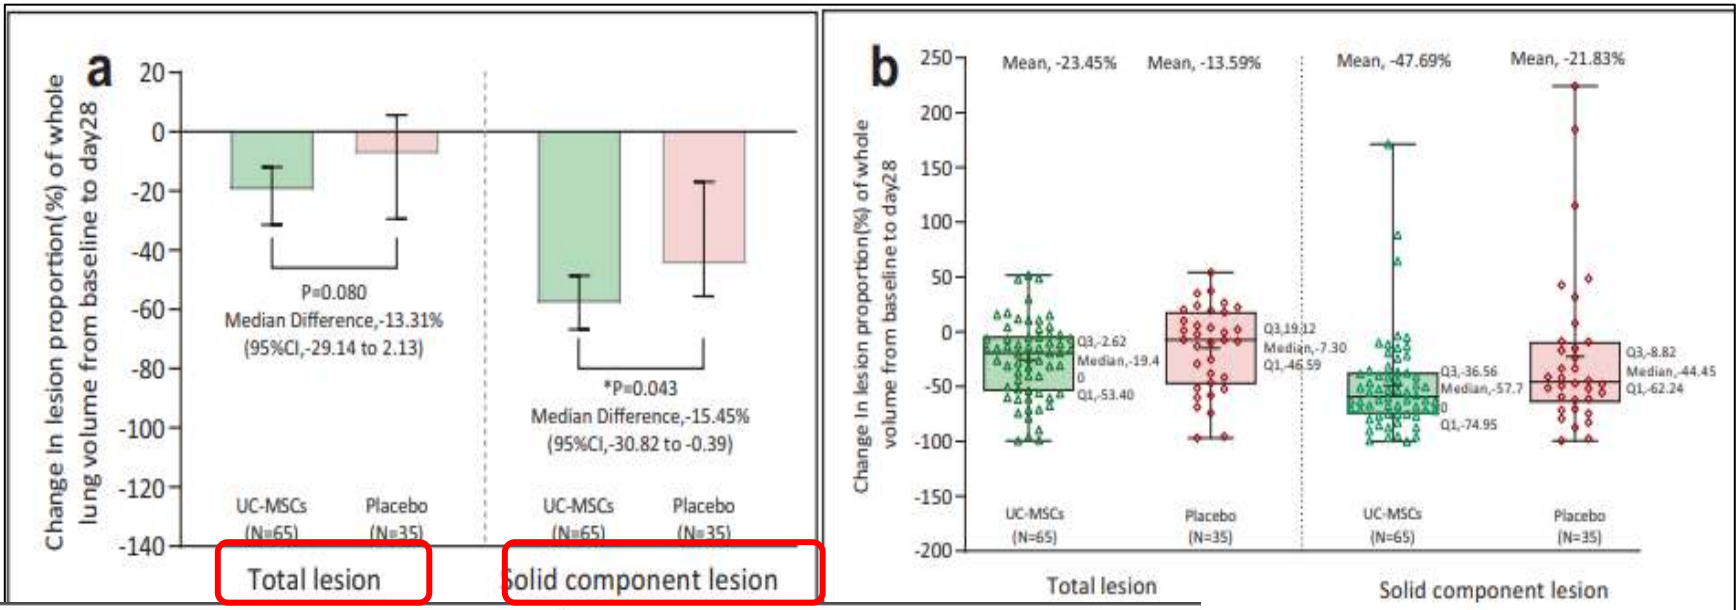 a
Change In lesion proportion(%) of whole
lung volume from baseline to day28
20
0
-20
-40
-60
-80
-100
-120
-140
P=0.080
Median Difference,-13.31%
(95%CI,-29.14 to 2.13)
*P=0.043
Median Difference,-15.45%
(95%CI,-30.82 to -0.39)
UC-MSCs
(N=65)
Placebo
(N=35)
UC-MSCs
(N=65)
Placebo
(N=35)
Total lesion
Solid component lesion
b
Change In lesion proportion(%) of whole
volume from baseline to day28
250
200
150
100
50
0
-50
-100
-150
-200
Mean, -23.45%
Mean, -13.59%
Mean, -47.69%
Mean, -21.83%
Q3,-2.62
Median,-19.4
0
Q1,-53.40
Q3,19.12
Median,-7.30
Q1,-46.59
Q3,-36.56
Median,-57.7
0
Q1,-74.95
Q3,-8.82
Median,-44.45
Q1,-62.24
UC-MSCs
(N=65)
Placebo
(N=35)
UC-MSCs
(N=65)
Placebo
(N=35)
Total lesion
Solid component lesion